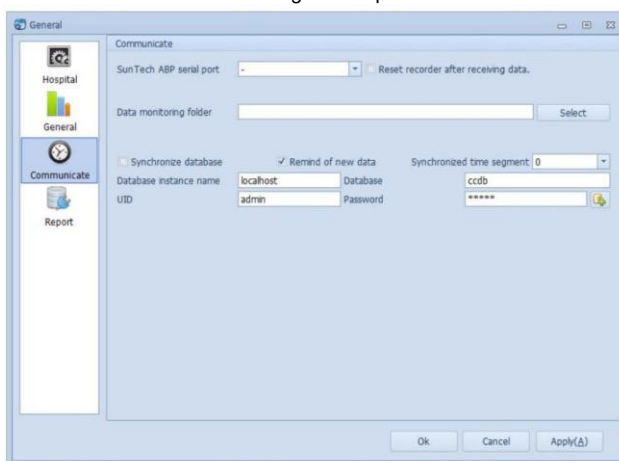 General
Communicate
Hospital
General
Communicate
Report
SunTech ABP serial port - Reset recorder after receiving data.
Data monitoring folder Select
Synchronize database Remind of new data Synchronized time segment 0
Database instance name localhost Database ccdb
UID admin Password *****
Ok Cancel Apply(A)